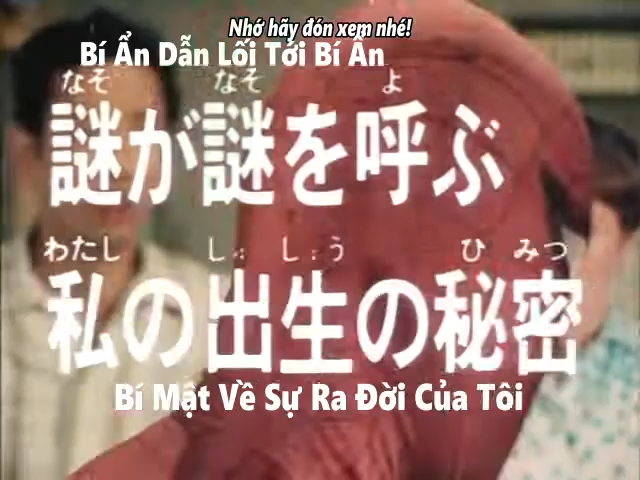 Nhớ hãy đón xem nhé!
Bí Ẩn Dẫn Lối Tới Bí Ẩn
なぞ なぞ よ
謎が謎を呼ぶ
わたし しゅっ しょう ひ みつ
私の出生の秘密
Bí Mật Về Sự Ra Đời Của Tôi